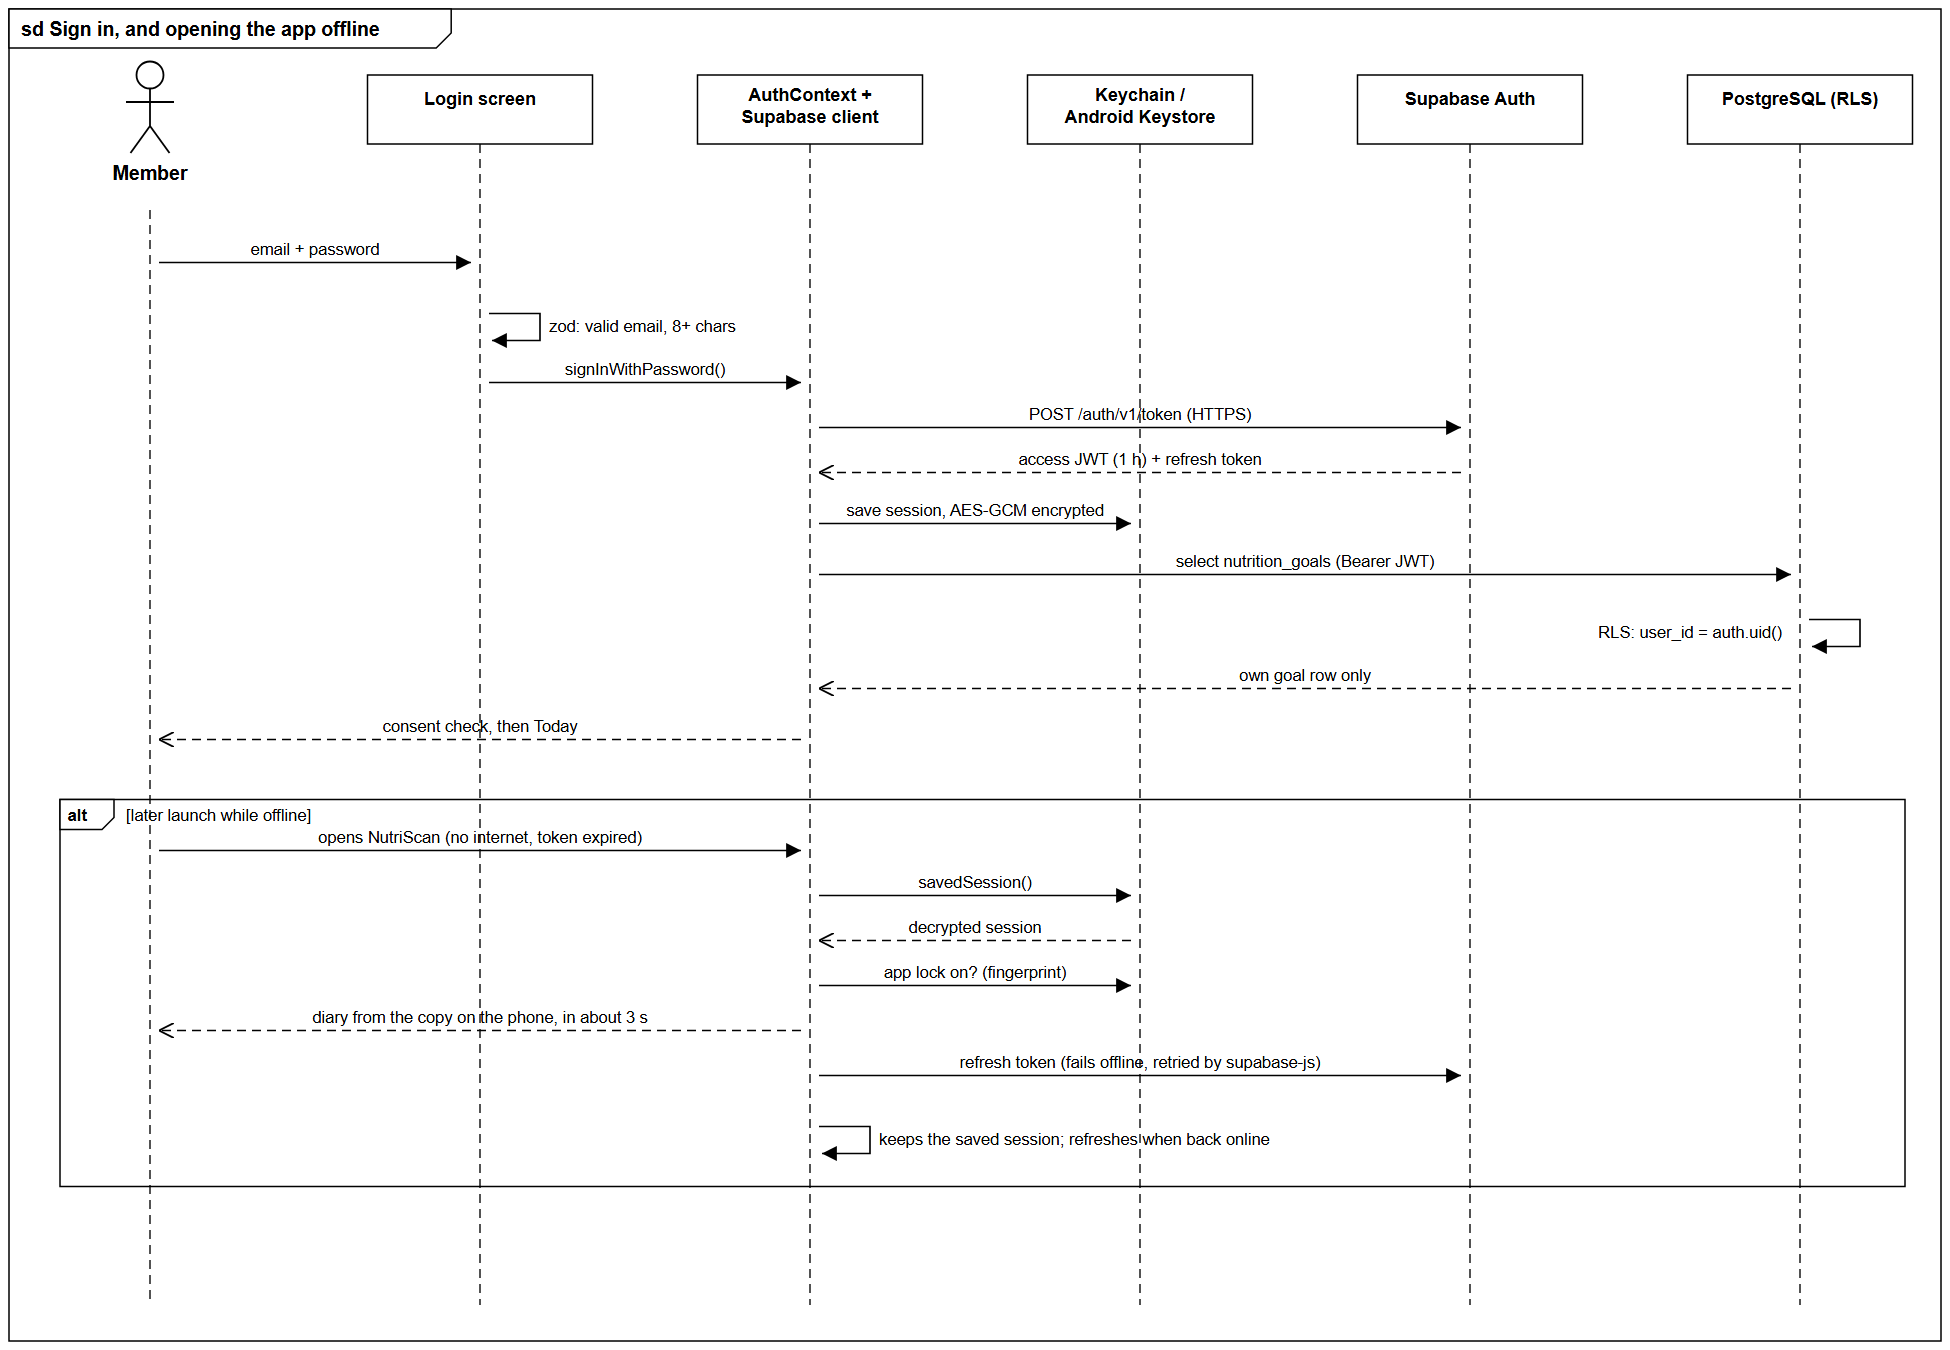 sd Sign in, and opening the app offline
Member
Login screen
AuthContext +
Supabase client
Keychain /
Android Keystore
Supabase Auth
PostgreSQL (RLS)
email + password
zod: valid email, 8+ chars
signInWithPassword()
POST /auth/v1/token (HTTPS)
access JWT (1 h) + refresh token
save session, AES-GCM encrypted
select nutrition_goals (Bearer JWT)
RLS: user_id = auth.uid()
own goal row only
consent check, then Today
alt [later launch while offline]
opens NutriScan (no internet, token expired)
savedSession()
decrypted session
app lock on? (fingerprint)
diary from the copy on the phone, in about 3 s
refresh token (fails offline, retried by supabase-js)
keeps the saved session; refreshes when back online